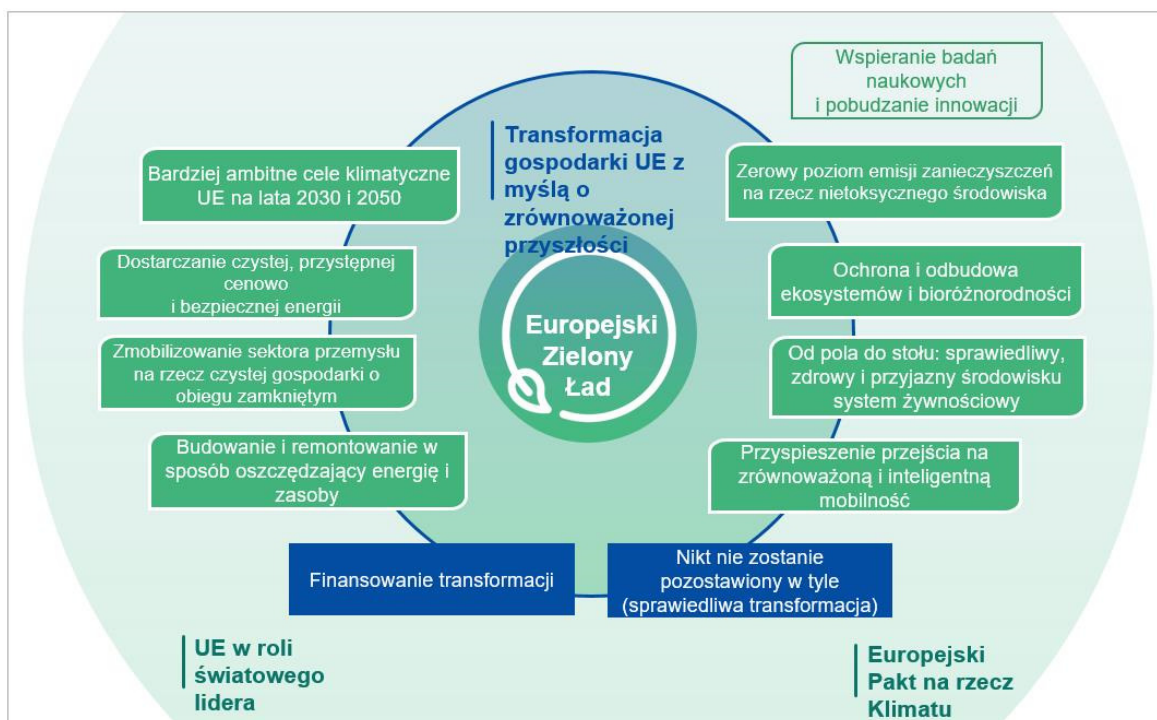 Wspieranie badań
naukowych
i pobudzanie innowacji
Transformacja
gospodarki UE z
myślą o
zrównoważonej
przyszłości
Bardziej ambitne cele klimatyczne
UE na lata 2030 i 2050
Zerowy poziom emisji zanieczyszczeń
na rzecz nietoksycznego środowiska
Dostarczanie czystej, przystępnej
cenowo
i bezpiecznej energii
Ochrona i odbudowa
ekosystemów i bioróżnorodności
Europejski
Zielony
Ład
Zmobilizowanie sektora przemysłu
na rzecz czystej gospodarki o
obiegu zamkniętym
Od pola do stołu: sprawiedliwy,
zdrowy i przyjazny środowisku
system żywnościowy
Budowanie i remontowanie w
sposób oszczędzający energię i
zasoby
Przyspieszenie przejścia na
zrównoważoną i inteligentną
mobilność
Finansowanie transformacji
Nikt nie zostanie
pozostawiony w tyle
(sprawiedliwa transformacja)
UE w roli
światowego
lidera
Europejski
Pakt na rzecz
Klimatu